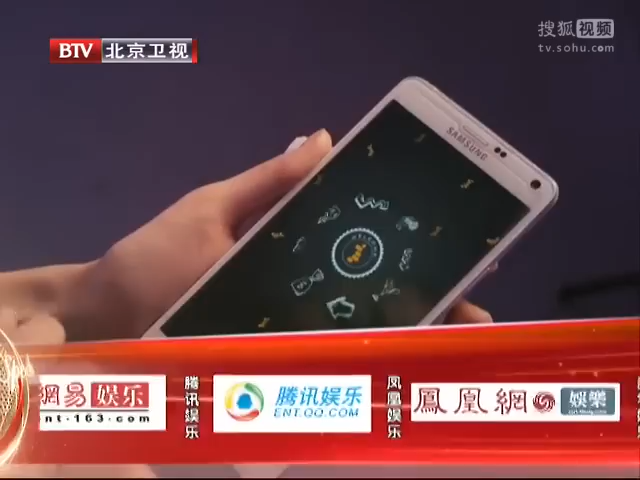 BTV 北京卫视
搜狐视频
tv.sohu.com
SAMSUNG
WELCOME
網易 娱乐
ent.163.com
腾讯娱乐
腾讯娱乐
ENT.QQ.COM
凤凰娱乐
鳳凰網 娛樂